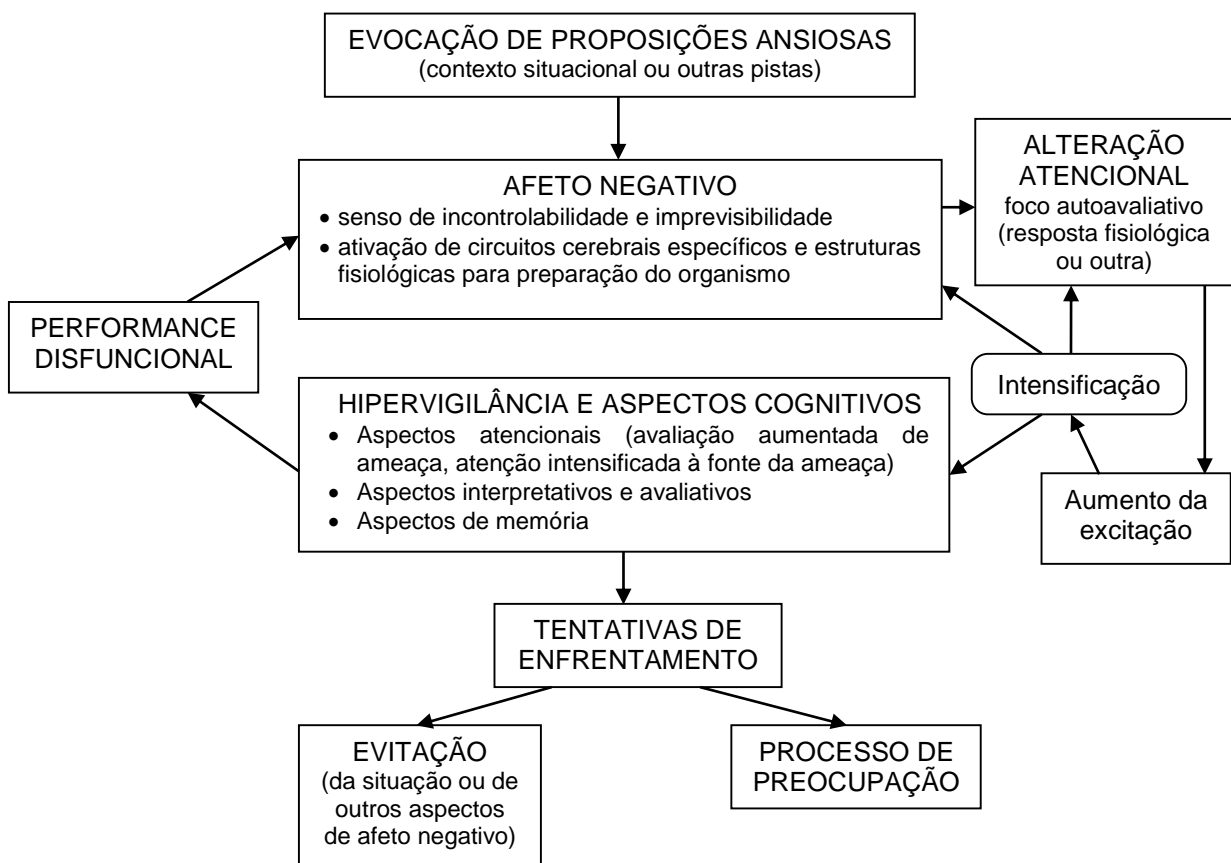 EVOCAÇÃO DE PROPOSIÇÕES ANSIOSAS
(contexto situacional ou outras pistas)
AFETO NEGATIVO
• senso de incontrolabilidade e imprevisibilidade
• ativação de circuitos cerebrais específicos e estruturas
fisiológicas para preparação do organismo
ALTERAÇÃO
ATENCIONAL
foco autoavaliativo
(resposta fisiológica
ou outra)
PERFORMANCE
DISFUNCIONAL
Intensificação
HIPERVIGILÂNCIA E ASPECTOS COGNITIVOS
• Aspectos atencionais (avaliação aumentada de
ameaça, atenção intensificada à fonte da ameaça)
• Aspectos interpretativos e avaliativos
• Aspectos de memória
Aumento da
excitação
TENTATIVAS DE
ENFRENTAMENTO
EVITAÇÃO
(da situação ou de
outros aspectos
de afeto negativo)
PROCESSO DE
PREOCUPAÇÃO